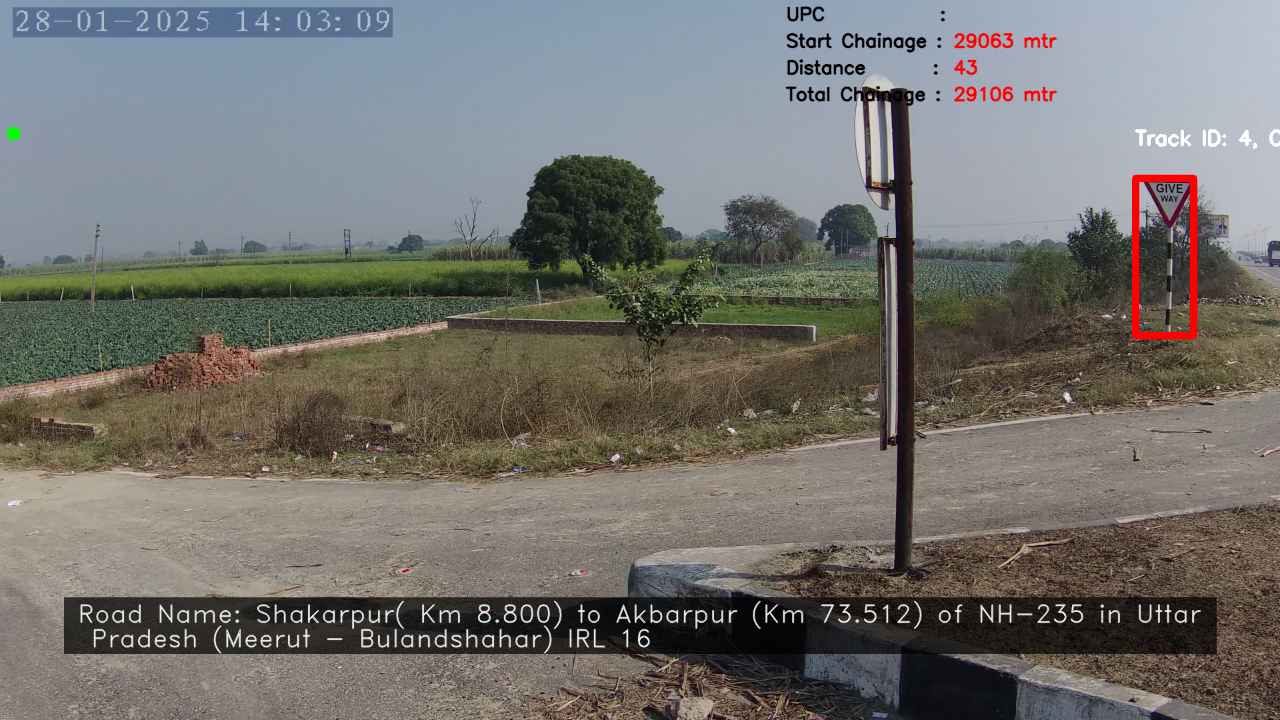 28-01-2025 14:03:09
UPC :
Start Chainage : 29063 mtr
Distance : 43
Total Chainage : 29106 mtr
Track ID: 4, C
GIVE
WAY
Road Name: Shakarpur( Km 8.800) to Akbarpur (Km 73.512) of NH-235 in Uttar
Pradesh (Meerut - Bulandshahar) IRL 16